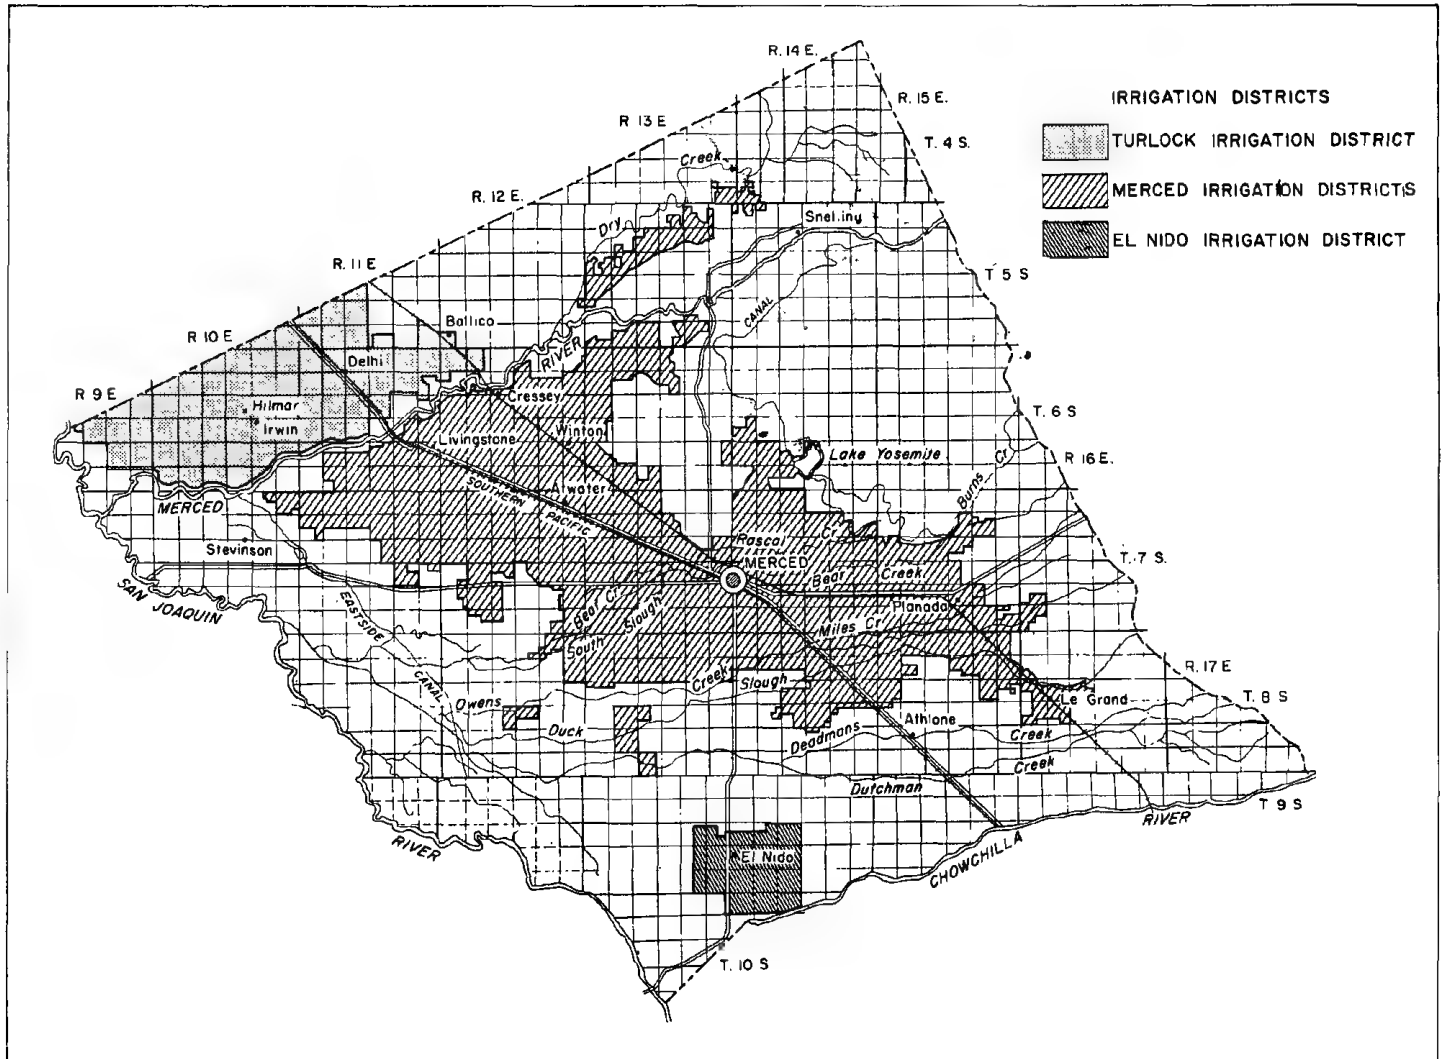 R. 14 E.
R. 15 E.
IRRIGATION DISTRICTS
R 13 E
T. 4 S.
TURLOCK IRRIGATION DISTRICT
Creek
R. 12 E.
MERCED IRRIGATION DISTRICTS
Dry
Snelling
EL NIDO IRRIGATION DISTRICT
R. 11 E
T 5 S
CANAL
Ballico
R 10 E
RIVER
Delhi
R 9 E
Cressey
Hilmar
T. 6 S
Irwin
Livingstone
Winton
Lake Yosemite
R 16 E.
Burns Cr.
SOUTHERN PACIFIC
Atwater
MERCED
Rascal Cr.
Stevinson
MERCED
T. 7 S.
Bear Creek
SAN JOAQUIN
EASTSIDE
Bear Cr.
Planada
South Slough
Miles Cr.
R. 17 E
CANAL
Creek
Slough
T. 8 S
Owens
Le Grand
Duck
Athlone
Deadmans
Creek
Creek
Dutchman
T 9 S
RIVER
RIVER
El Nido
CHOWCHILLA
T. 10 S